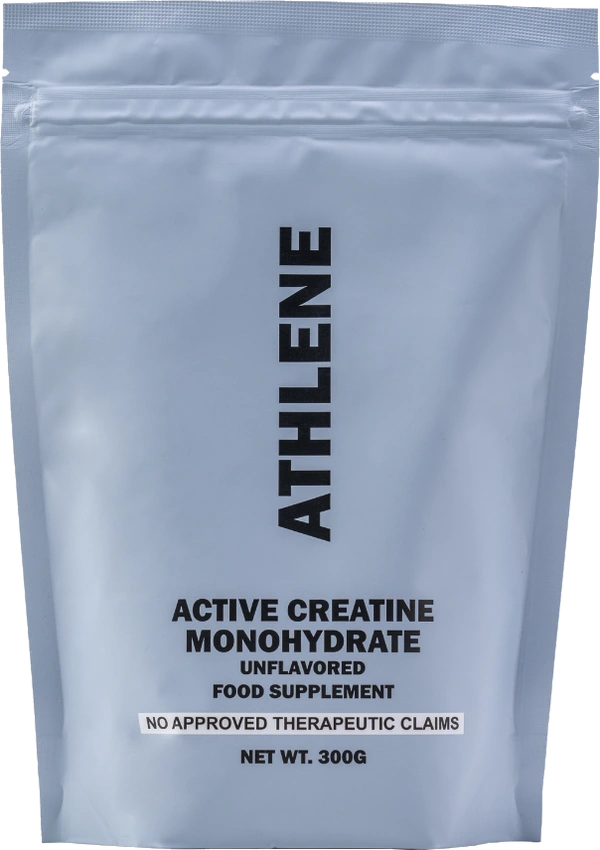 ATHLENE
ACTIVE CREATINE
MONOHYDRATE
UNFLAVORED
FOOD SUPPLEMENT
NO APPROVED THERAPEUTIC CLAIMS
NET WT. 300G